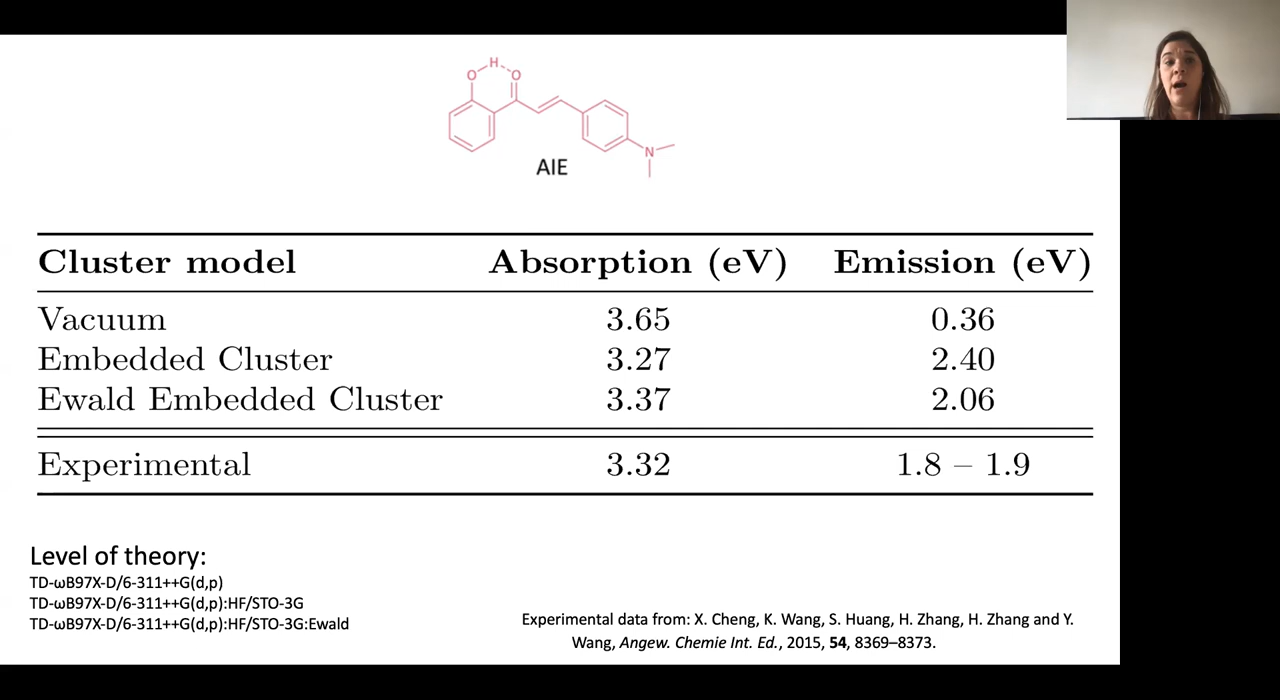 H
O
O
N
AIE
Cluster model Absorption (eV) Emission (eV)
Vacuum 3.65 0.36
Embedded Cluster 3.27 2.40
Ewald Embedded Cluster 3.37 2.06
Experimental 3.32 1.8 – 1.9
Level of theory:
TD-ωB97X-D/6-311++G(d,p)
TD-ωB97X-D/6-311++G(d,p):HF/STO-3G
TD-ωB97X-D/6-311++G(d,p):HF/STO-3G:Ewald
Experimental data from: X. Cheng, K. Wang, S. Huang, H. Zhang, H. Zhang and Y.
Wang, Angew. Chemie Int. Ed., 2015, 54, 8369–8373.